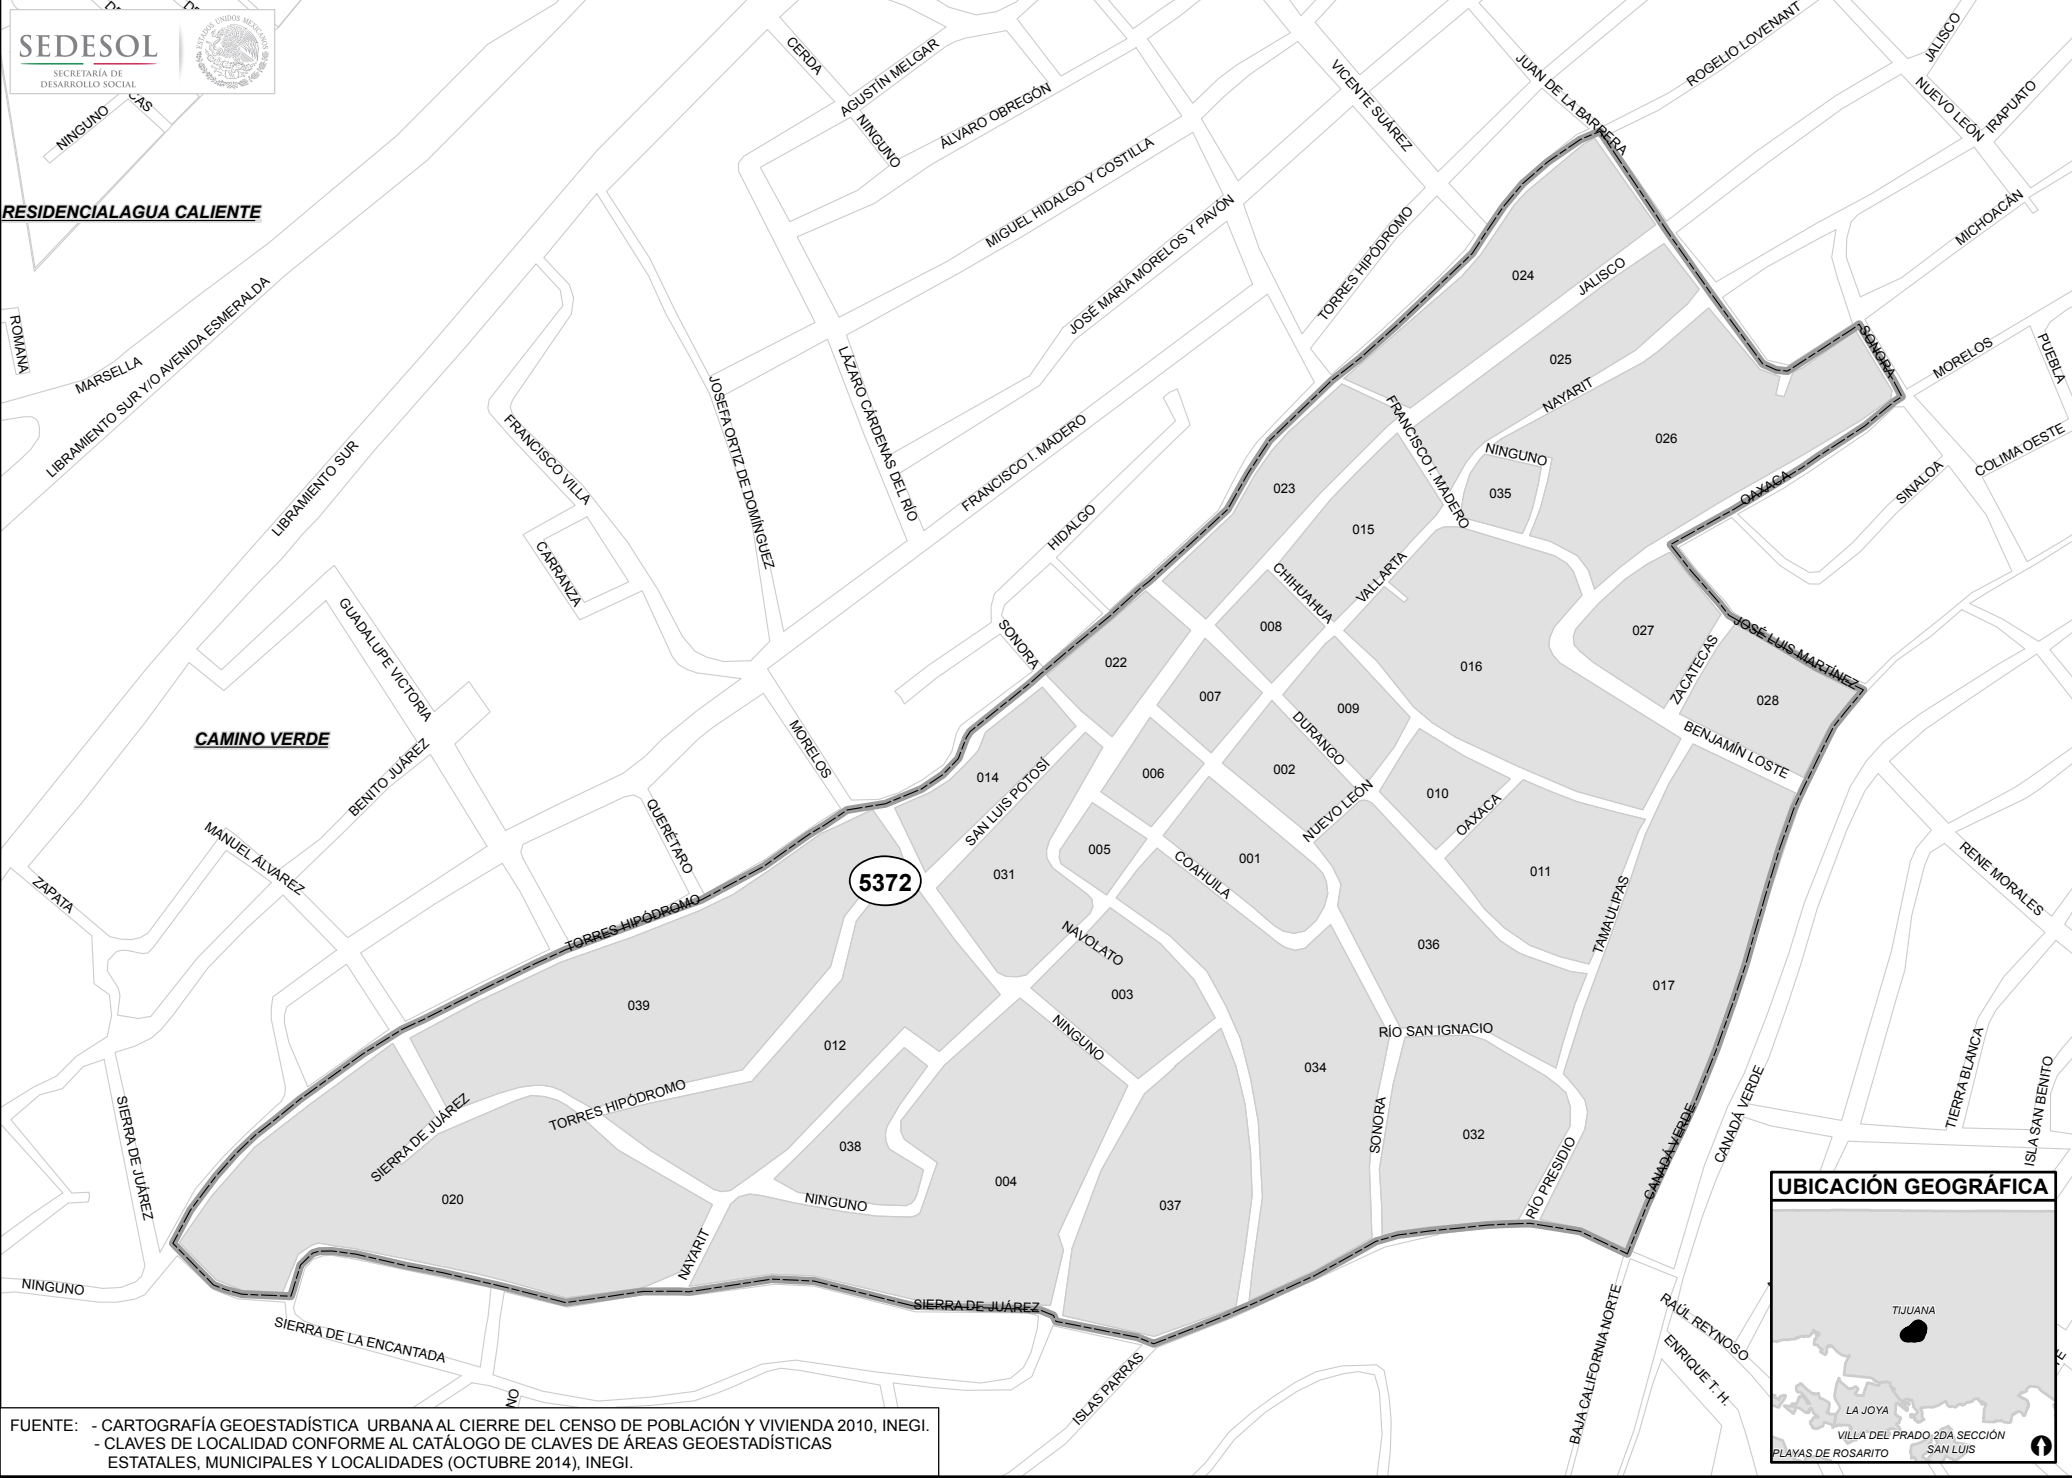 SEDESOL
SECRETARÍA DE
DESARROLLO SOCIAL
ESTADOS UNIDOS MEXICANOS
CAS
NINGUNO
RESIDENCIALAGUA CALIENTE
CERDA
AGUSTÍN MELGAR
NINGUNO
ÁLVARO OBREGÓN
MIGUEL HIDALGO Y COSTILLA
JOSÉ MARÍA MORELOS Y PAVÓN
VICENTE SUÁREZ
TORRES HIPÓDROMO
JUAN DE LA BARRERA
ROGELIO LOVENANT
JALISCO
NUEVO LEÓN
IRAPUATO
MICHOACÁN
ROMANA
MARSELLA
LIBRAMIENTO SUR Y/O AVENIDA ESMERALDA
LIBRAMIENTO SUR
FRANCISCO VILLA
CARRANZA
JOSEFA ORTIZ DE DOMÍNGUEZ
LÁZARO CÁRDENAS DEL RÍO
FRANCISCO I. MADERO
HIDALGO
SONORA
024
JALISCO
025
NAYARIT
FRANCISCO I. MADERO
NINGUNO
035
026
SONORA
MORELOS
PUEBLA
COLIMA OESTE
SINALOA
OAXACA
023
015
CHIHUAHUA
VALLARTA
008
022
007
009
016
027
ZACATECAS
JOSÉ LUIS MARTÍNEZ
028
BENJAMÍN LOSTE
GUADALUPE VICTORIA
CAMINO VERDE
BENITO JUÁREZ
MORELOS
QUERÉTARO
MANUEL ÁLVAREZ
ZAPATA
014
SAN LUIS POTOSÍ
006
DURANGO
002
NUEVO LEÓN
010
OAXACA
005
001
COAHUILA
011
TAMAULIPAS
RENE MORALES
5372
031
NAVOLATO
036
TORRES HIPÓDROMO
017
039
003
NINGUNO
RÍO SAN IGNACIO
012
034
TORRES HIPÓDROMO
SIERRA DE JUÁREZ
SIERRA DE JUÁREZ
038
SONORA
032
RÍO PRESIDIO
CANADÁ VERDE
CANADÁ VERDE
TIERRA BLANCA
ISLA SAN BENITO
020
NINGUNO
004
037
NAYARIT
NINGUNO
SIERRA DE JUÁREZ
SIERRA DE LA ENCANTADA
ISLAS PARRAS
BAJA CALIFORNIA NORTE
RAÚL REYNOSO
ENRIQUE T. H.
NO
UBICACIÓN GEOGRÁFICA
TIJUANA
LA JOYA
VILLA DEL PRADO 2DA SECCIÓN
SAN LUIS
PLAYAS DE ROSARITO
FUENTE: - CARTOGRAFÍA GEOESTADÍSTICA URBANA AL CIERRE DEL CENSO DE POBLACIÓN Y VIVIENDA 2010, INEGI.
- CLAVES DE LOCALIDAD CONFORME AL CATÁLOGO DE CLAVES DE ÁREAS GEOESTADÍSTICAS
ESTATALES, MUNICIPALES Y LOCALIDADES (OCTUBRE 2014), INEGI.